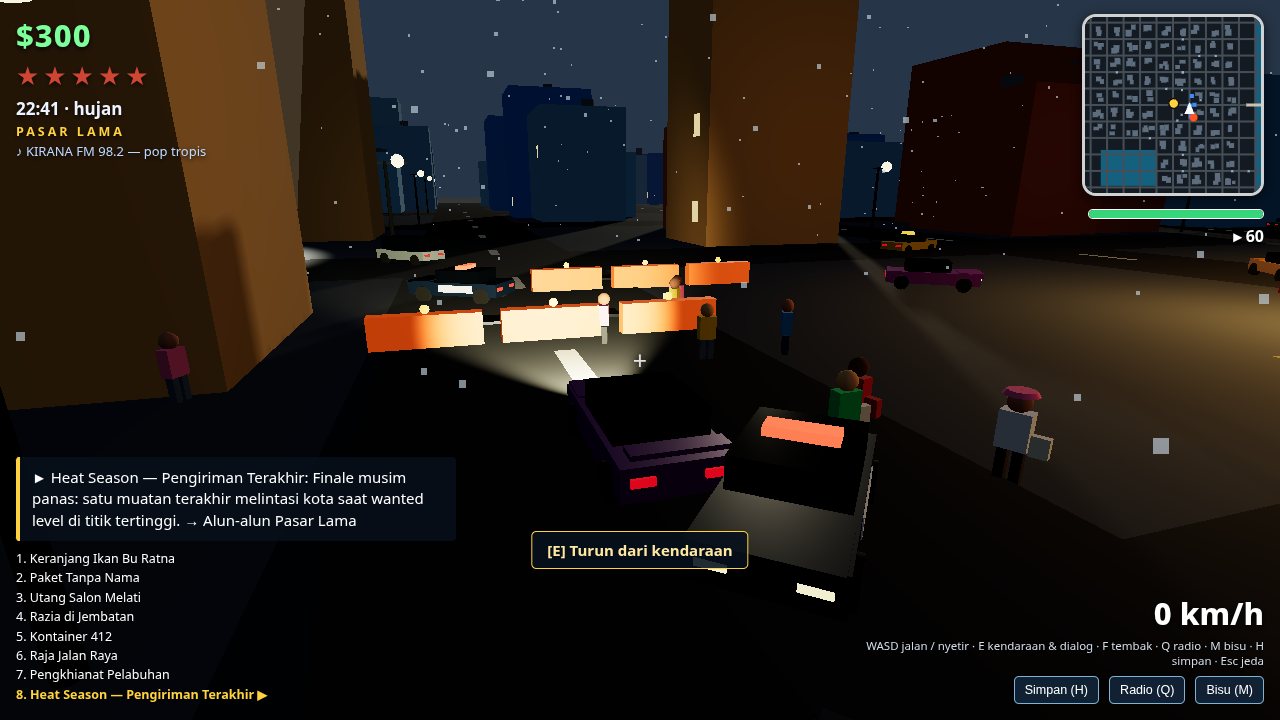 $300
★ ★ ★ ★ ★
22:41 · hujan
PASAR LAMA
♪ KIRANA FM 98.2 — pop tropis
▸ 60
► Heat Season — Pengiriman Terakhir: Finale musim
panas: satu muatan terakhir melintasi kota saat wanted
level di titik tertinggi. → Alun-alun Pasar Lama
1. Keranjang Ikan Bu Ratna
2. Paket Tanpa Nama
3. Utang Salon Melati
4. Razia di Jembatan
5. Kontainer 412
6. Raja Jalan Raya
7. Pengkhianat Pelabuhan
8. Heat Season — Pengiriman Terakhir ▶
[E] Turun dari kendaraan
0 km/h
WASD jalan / nyetir · E kendaraan & dialog · F tembak · Q radio · M bisu · H
simpan · Esc jeda
Simpan (H)
Radio (Q)
Bisu (M)